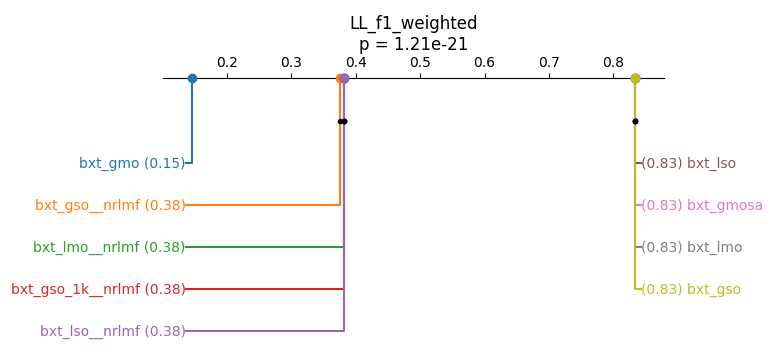 LL_f1_weighted
p = 1.21e-21
0.2 0.3 0.4 0.5 0.6 0.7 0.8
bxt_gmo (0.15) (0.83) bxt_lso
bxt_gso__nrlmf (0.38) (0.83) bxt_gmosa
bxt_lmo__nrlmf (0.38) (0.83) bxt_lmo
bxt_gso_1k__nrlmf (0.38) (0.83) bxt_gso
bxt_lso__nrlmf (0.38)